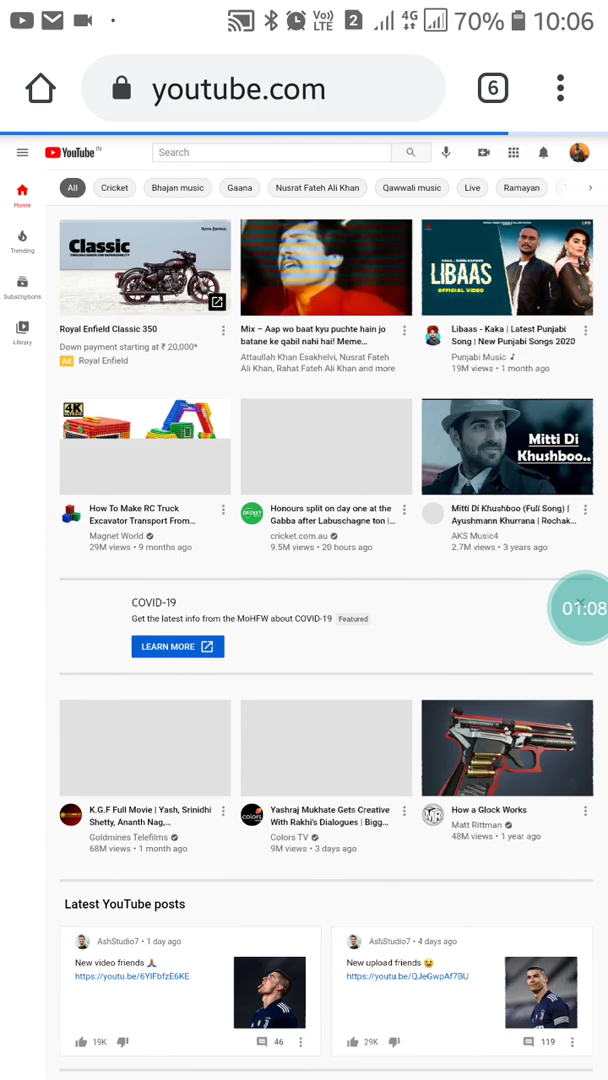 Vo)) LTE 2 4G 70% 10:06
youtube.com 6
YouTube IN Search
All Cricket Bhajan music Gaana Nusrat Fateh Ali Khan Qawwali music Live Ramayan
Home
Trending
Subscriptions
Library
Classic
Royal Enfield Classic 350
Down payment starting at ₹ 20,000*
Ad Royal Enfield
Mix – Aap wo baat kyu puchte hain jo
batane ke qabil nahi hai! Meme...
Attaullah Khan Esakhelvi, Nusrat Fateh
Ali Khan, Rahat Fateh Ali Khan and more
LIBAAS
OFFICIAL VIDEO
Libaas - Kaka | Latest Punjabi
Song | New Punjabi Songs 2020
Punjabi Music
19M views • 1 month ago
4K
How To Make RC Truck
Excavator Transport From...
Magnet World
29M views • 9 months ago
CRICKET
Honours split on day one at the
Gabba after Labuschagne ton |...
cricket.com.au
9.5M views • 20 hours ago
Mitti Di
Khushboo..
Mitti Di Khushboo (Full Song) |
Ayushmann Khurrana | Rochak...
AKS Music4
2.7M views • 3 years ago
COVID-19
Get the latest info from the MoHFW about COVID-19 Featured
LEARN MORE
01:08
K.G.F Full Movie | Yash, Srinidhi
Shetty, Ananth Nag,...
Goldmines Telefilms
68M views • 1 month ago
colors
Yashraj Mukhate Gets Creative
With Rakhi's Dialogues | Bigg...
Colors TV
9M views • 3 days ago
MR
How a Glock Works
Matt Rittman
48M views • 1 year ago
Latest YouTube posts
AshStudio7 • 1 day ago
New video friends 🙏🏽
https://youtu.be/6YlFbfzE6KE
19K 46
AshStudio7 • 4 days ago
New upload friends 😃
https://youtu.be/QJeGwpAf7BU
29K 119